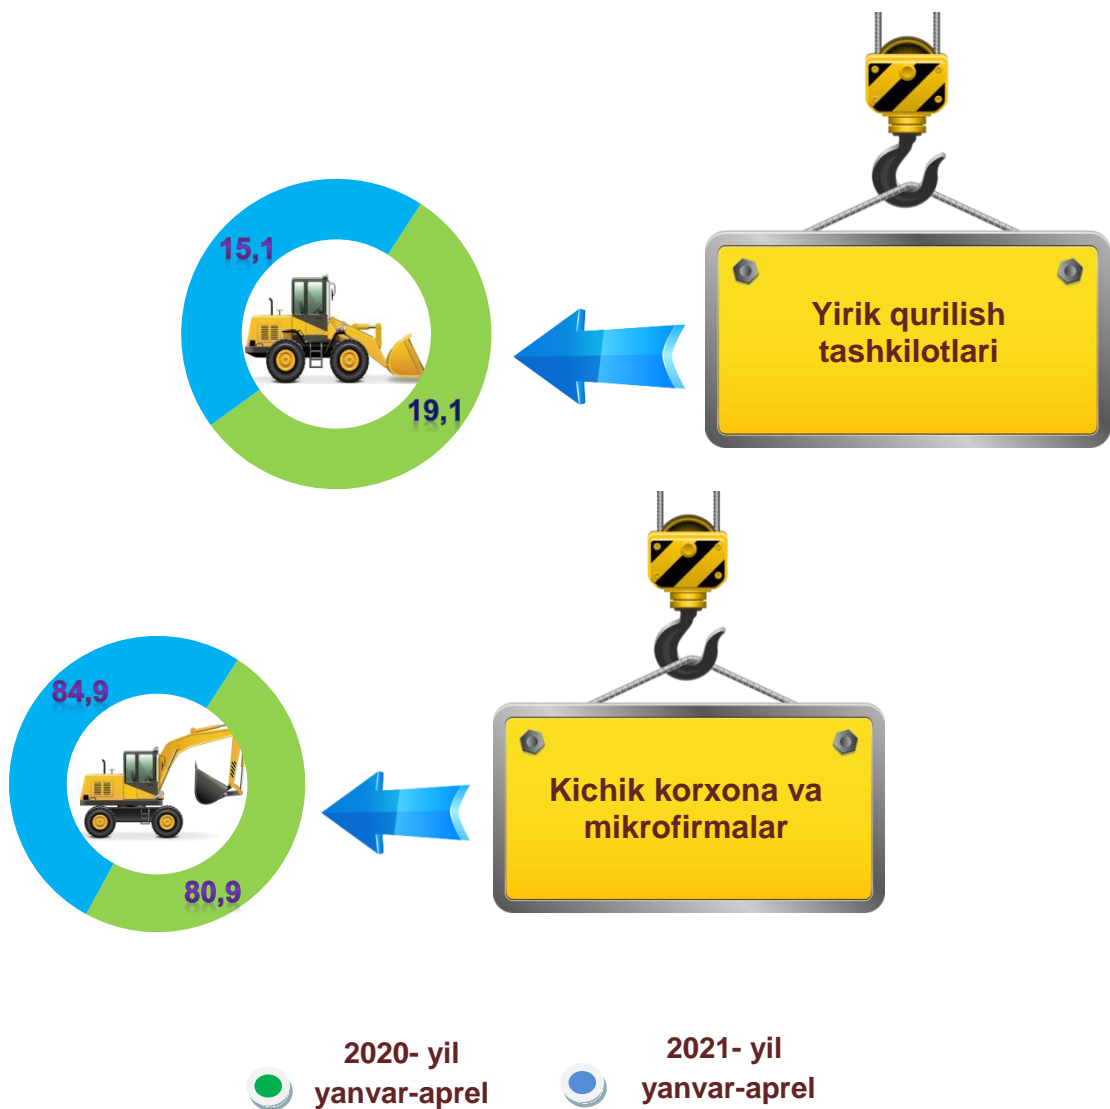 15,1
Yirik qurilish
tashkilotlari
19,1
84,9
Kichik korxona va
mikrofirmalar
80,9
2020- yil
yanvar-aprel
2021- yil
yanvar-aprel